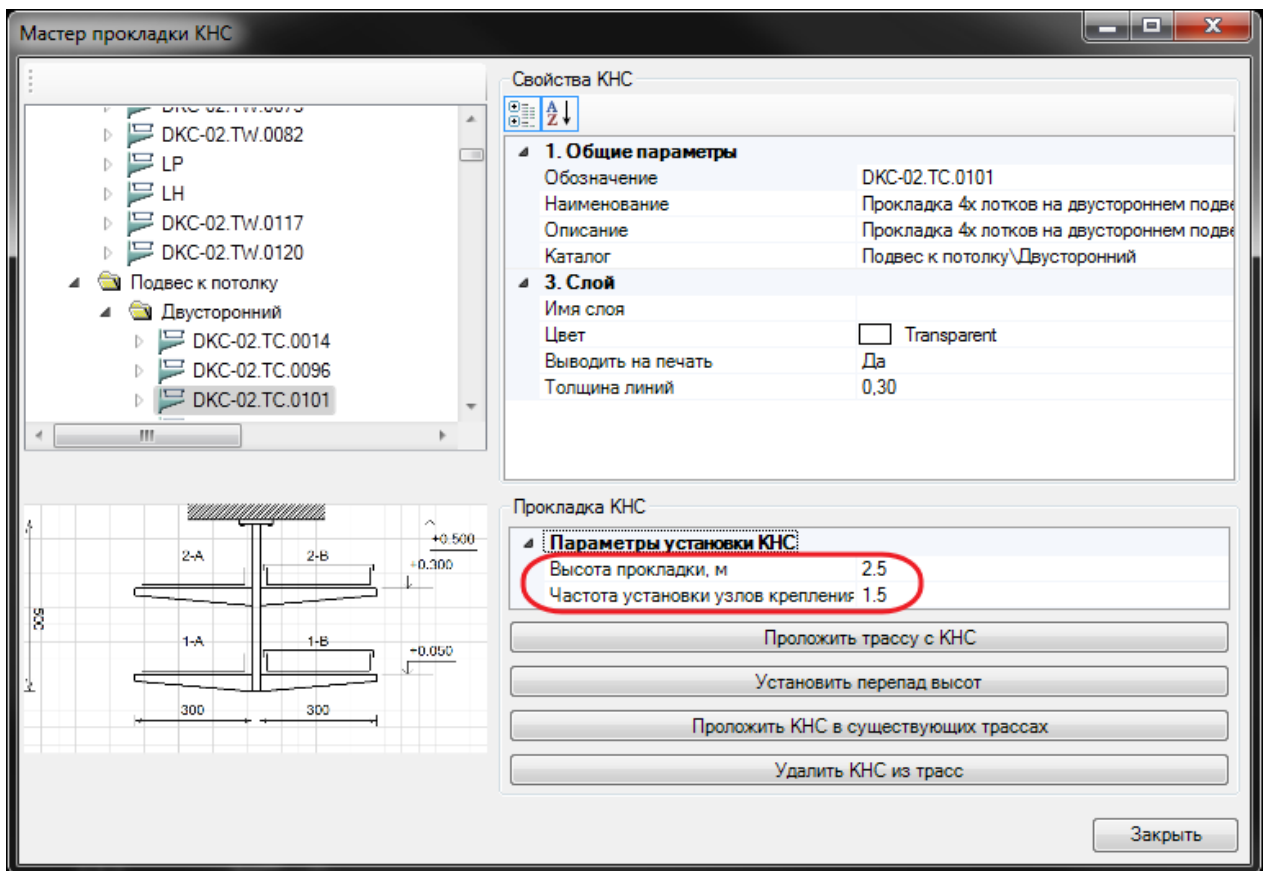 Мастер прокладки КНС
DKC-02.TW.0082
LP
LH
DKC-02.TW.0117
DKC-02.TW.0120
Подвес к потолку
Двусторонний
DKC-02.TC.0014
DKC-02.TC.0096
DKC-02.TC.0101
Свойства КНС
1. Общие параметры
Обозначение DKC-02.TC.0101
Наименование Прокладка 4х лотков на двустороннем подве
Описание Прокладка 4х лотков на двустороннем подве
Каталог Подвес к потолку\Двусторонний
3. Слой
Имя слоя
Цвет Transparent
Выводить на печать Да
Толщина линий 0,30
2-A 2-B +0.500
+0.300
500
1-A 1-B +0.050
300 300
Прокладка КНС
Параметры установки КНС
Высота прокладки, м 2.5
Частота установки узлов крепления 1.5
Проложить трассу с КНС
Установить перепад высот
Проложить КНС в существующих трассах
Удалить КНС из трасс
Закрыть